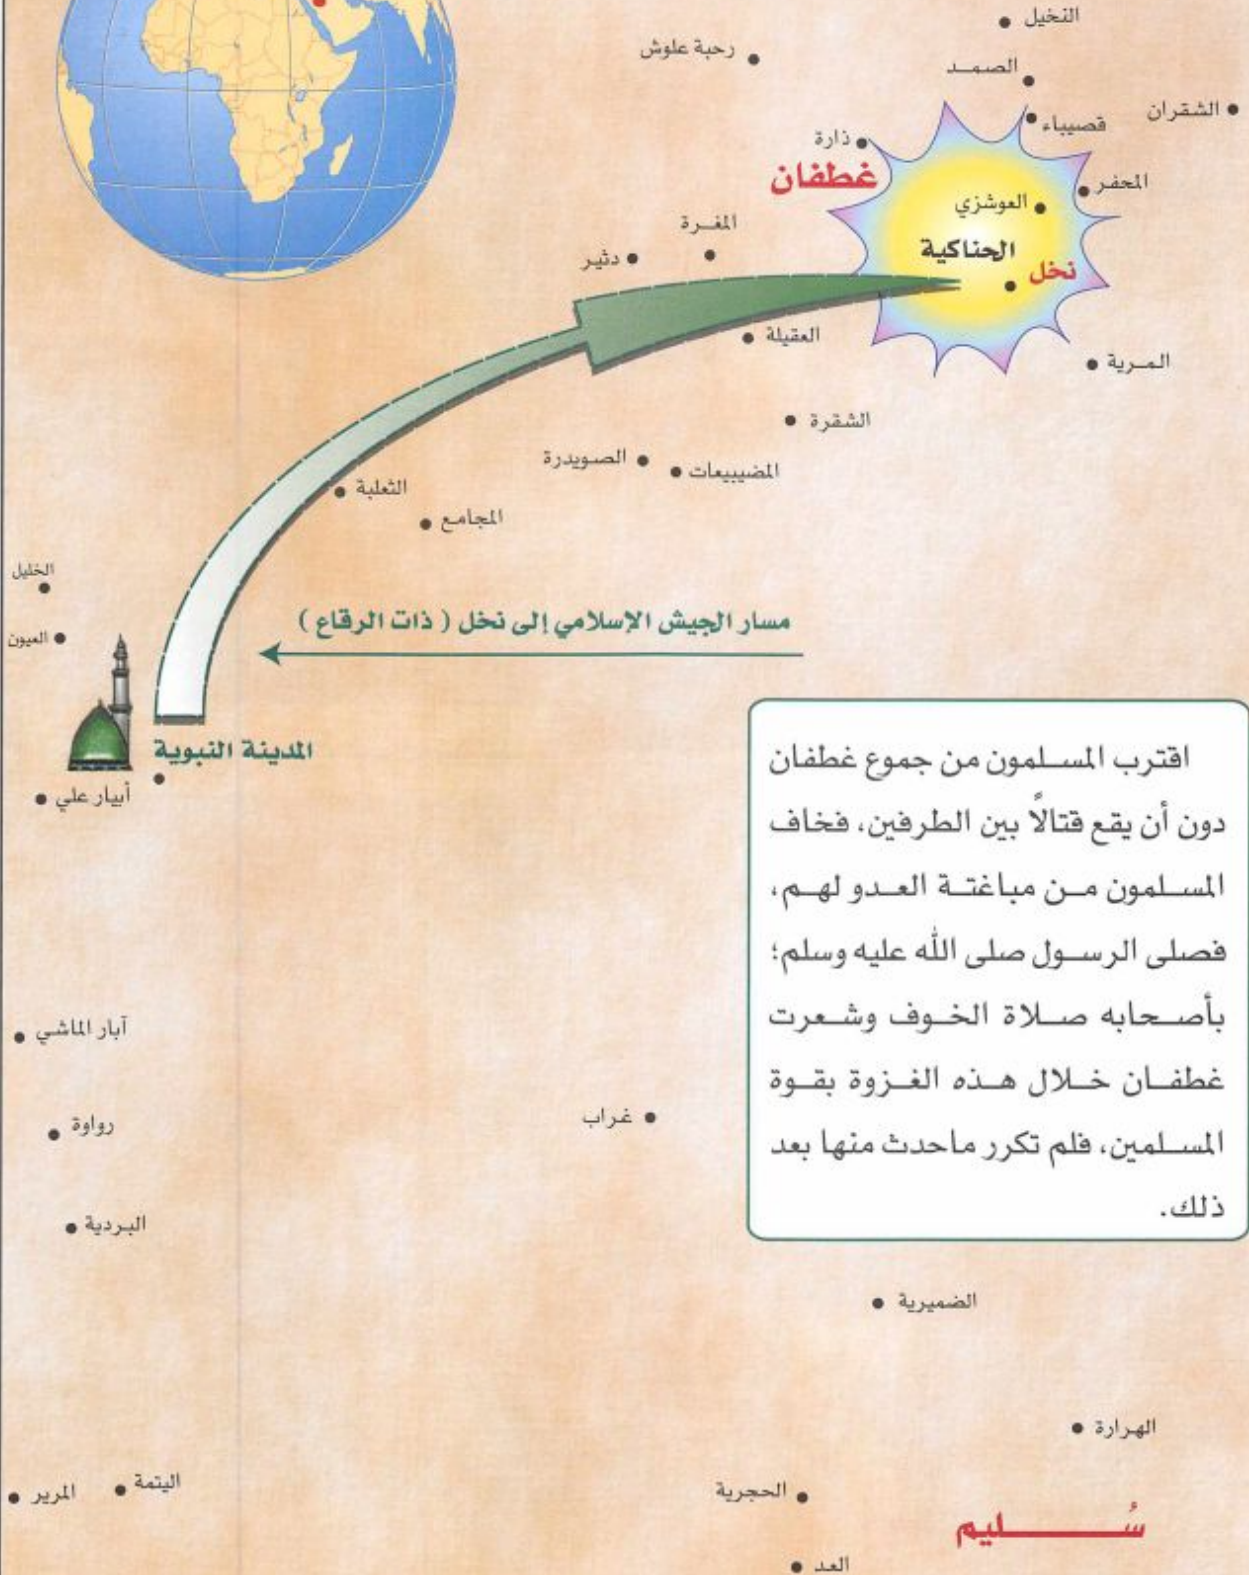 النخيل
رحبة علوش
الصمد
الشقران
قصيباء
ذارة
غطفان
المحفر
العوشزي
المغرة
الحناكية
دثير
نخل
العقيلة
المرية
الشقرة
الصويدرة
المضيبيعات
الثعلبة
المجامع
الخليل
مسار الجيش الإسلامي إلى نخل ( ذات الرقاع )
العيون
المدينة النبوية
أبيار علي
اقترب المسلمون من جموع غطفان
دون أن يقع قتالاً بين الطرفين، فخاف
المسلمون من مباغتة العدو لهم،
فصلى الرسول صلى الله عليه وسلم؛
بأصحابه صلاة الخوف وشعرت
غطفان خلال هذه الغزوة بقوة
المسلمين، فلم تكرر ماحدث منها بعد
ذلك.
آبار الماشي
رواوة
غراب
البردية
الضميرية
الهرارة
اليتمة
المرير
الحجرية
سُليم
العد